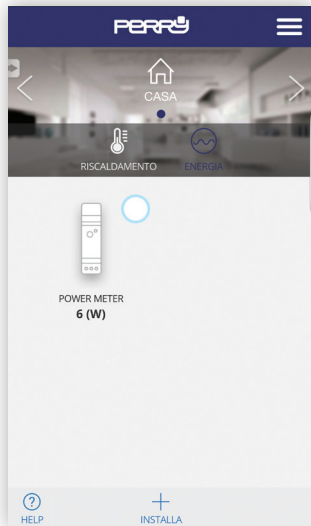 PERRY
CASA
RISCALDAMENTO ENERGIA
POWER METER
6 (W)
HELP INSTALLA